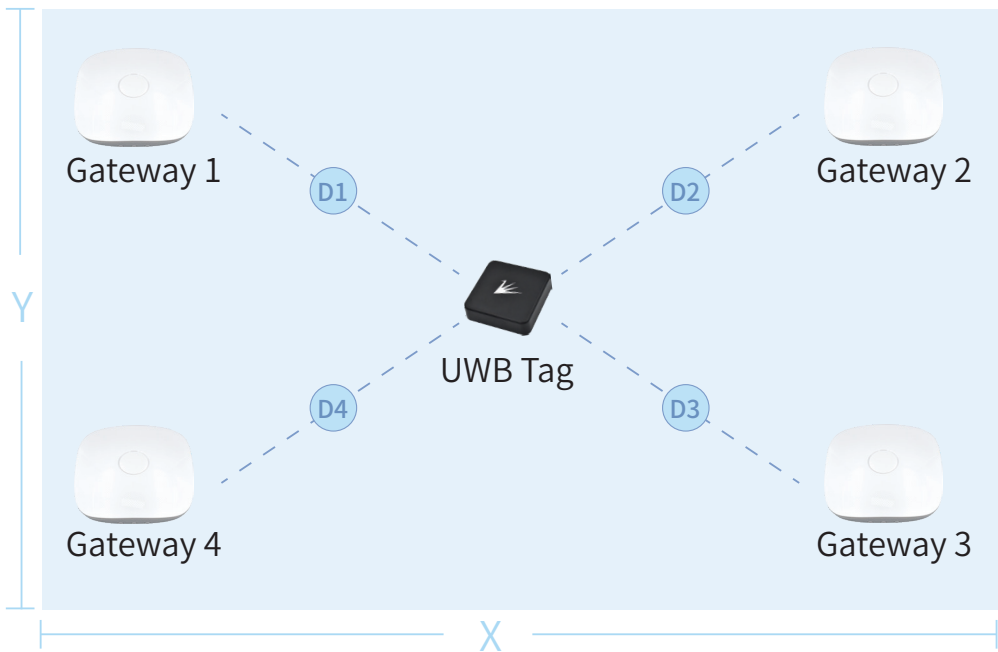 Gateway 1
Gateway 2
D1
D2
Y
UWB Tag
D4
D3
Gateway 4
Gateway 3
X